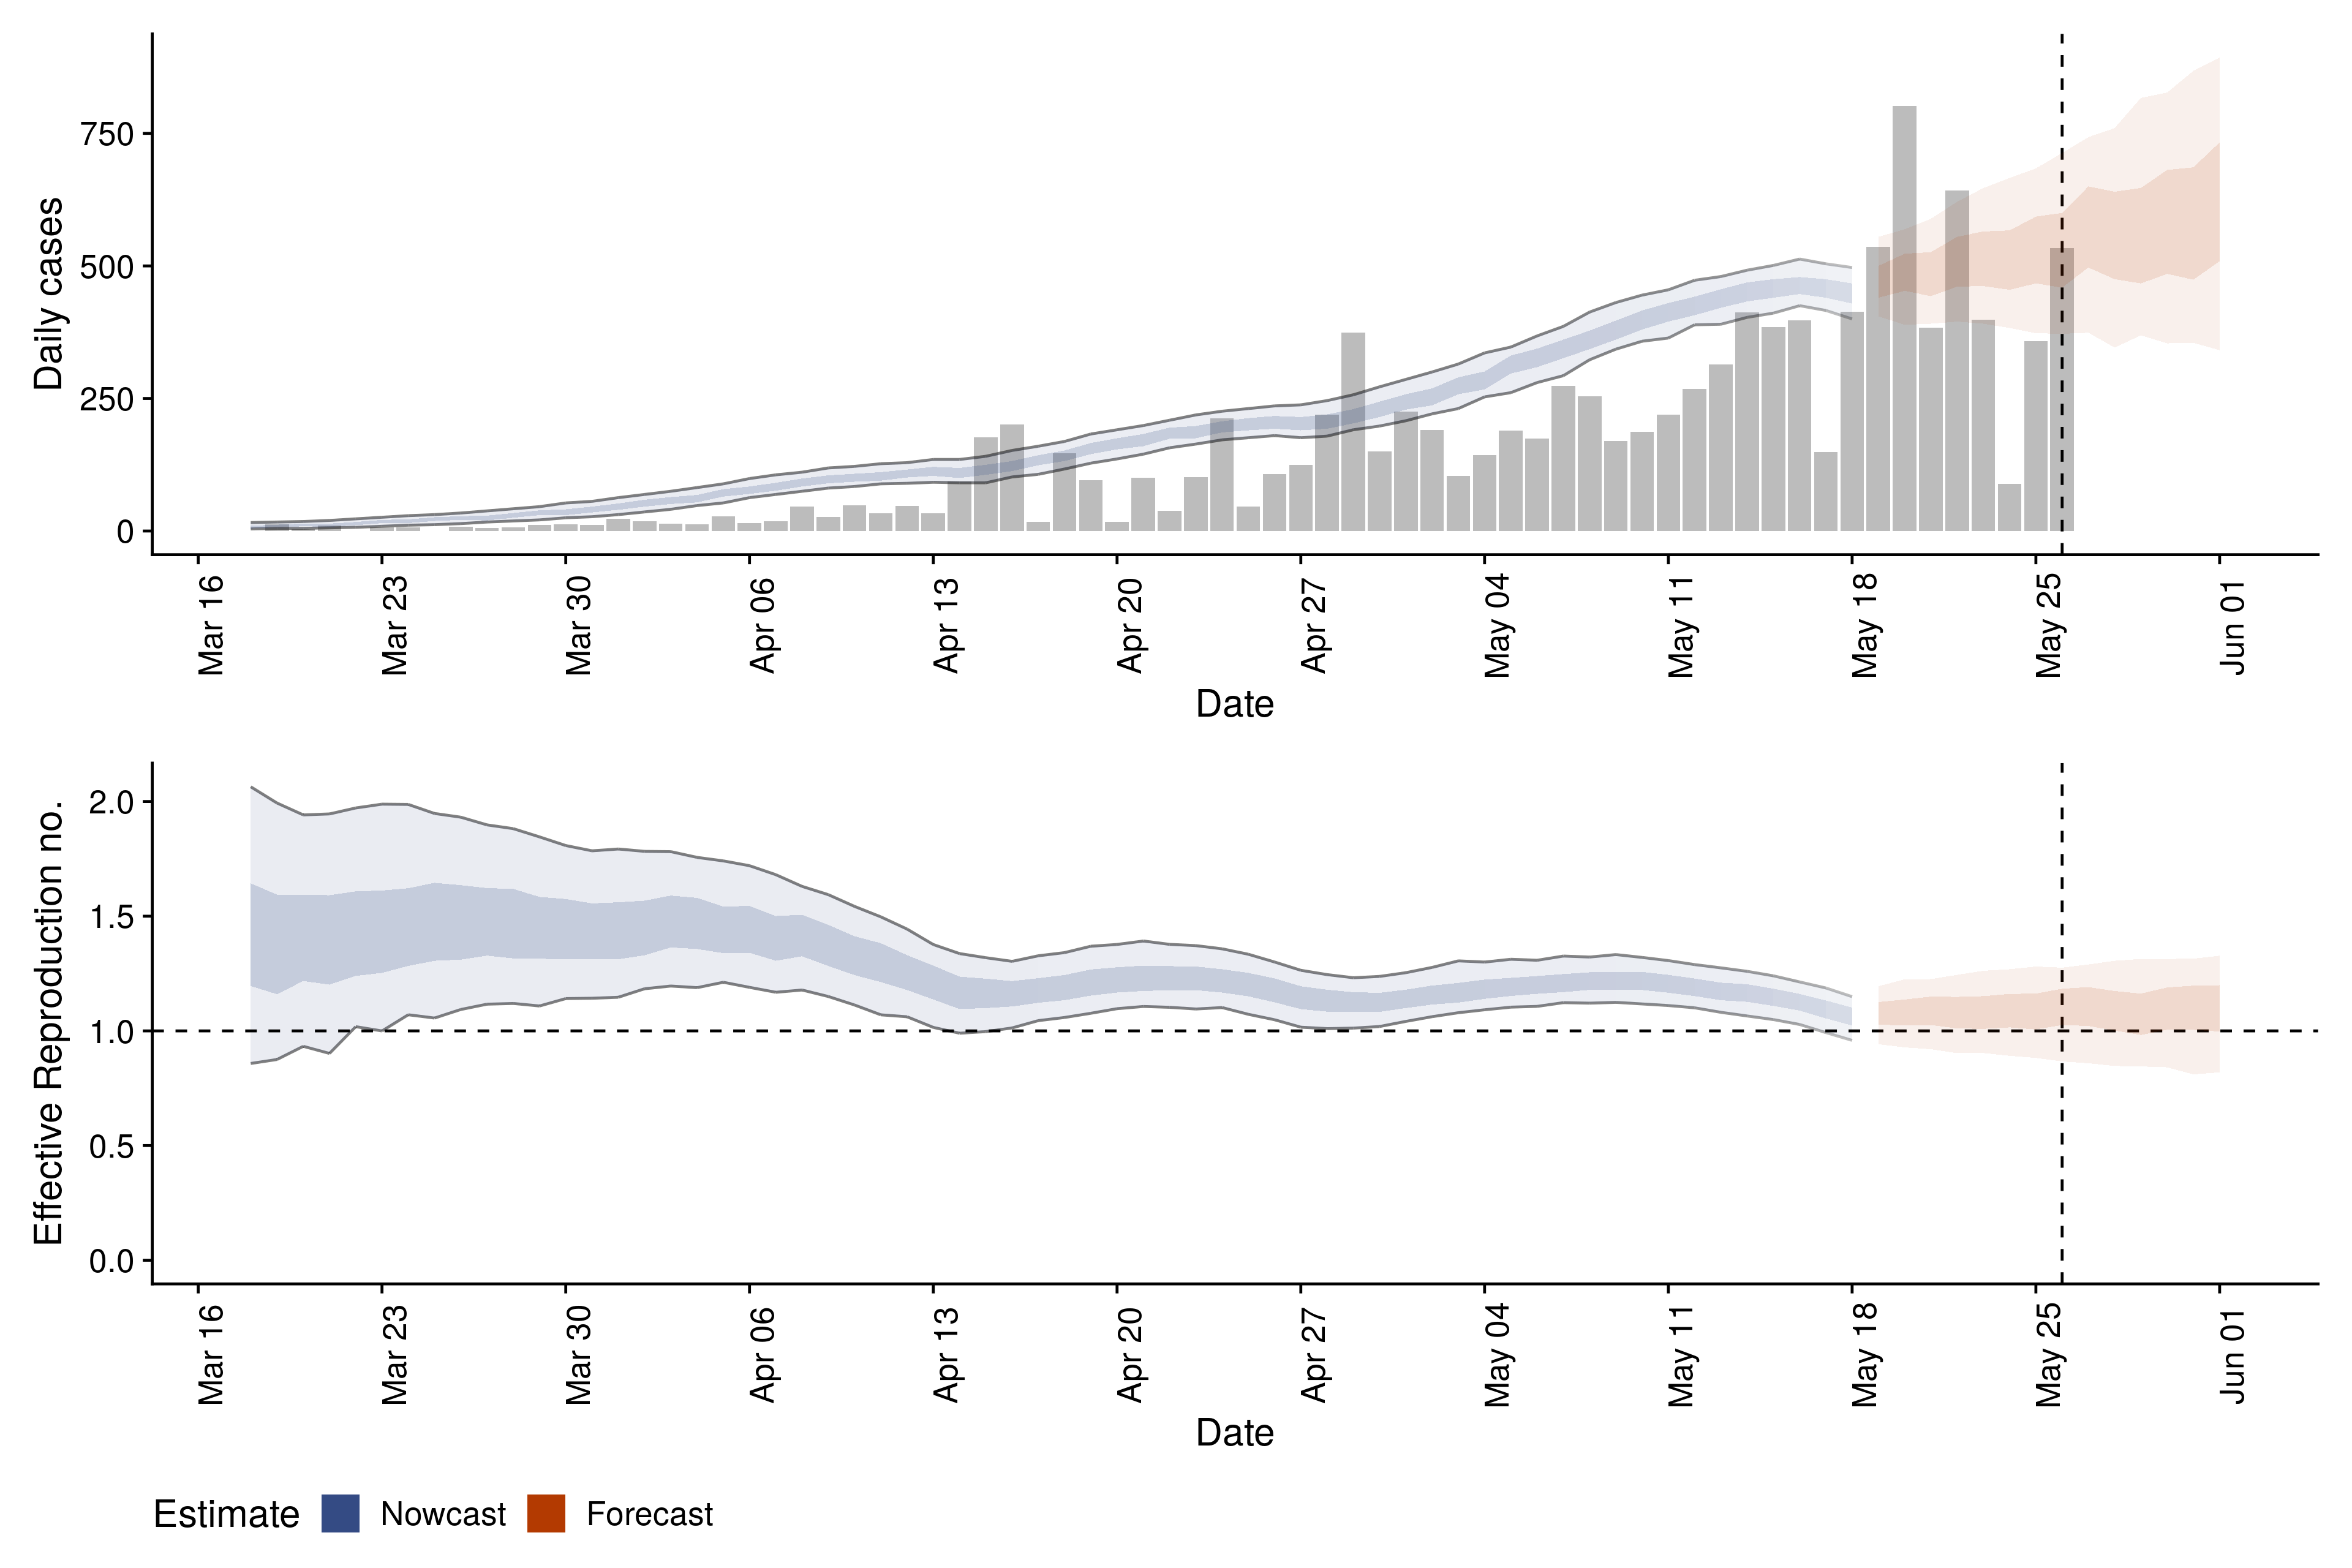 Daily cases
750
500
250
0
Mar 16
Mar 23
Mar 30
Apr 06
Apr 13
Apr 20
Apr 27
May 04
May 11
May 18
May 25
Jun 01
Date
Effective Reproduction no.
2.0
1.5
1.0
0.5
0.0
Mar 16
Mar 23
Mar 30
Apr 06
Apr 13
Apr 20
Apr 27
May 04
May 11
May 18
May 25
Jun 01
Date
Estimate Nowcast Forecast